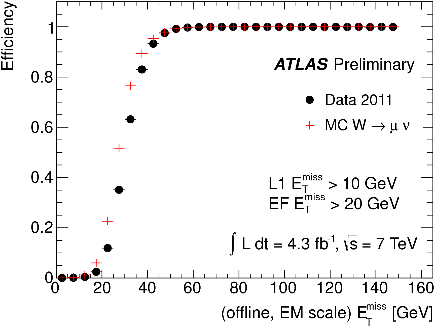 Efficiency
1
0.8
0.6
0.4
0.2
0
ATLAS Preliminary
Data 2011
MC W → μ ν
L1 E_T^miss > 10 GeV
EF E_T^miss > 20 GeV
∫ L dt = 4.3 fb⁻¹, √s = 7 TeV
0 20 40 60 80 100 120 140 160
(offline, EM scale) E_T^miss [GeV]